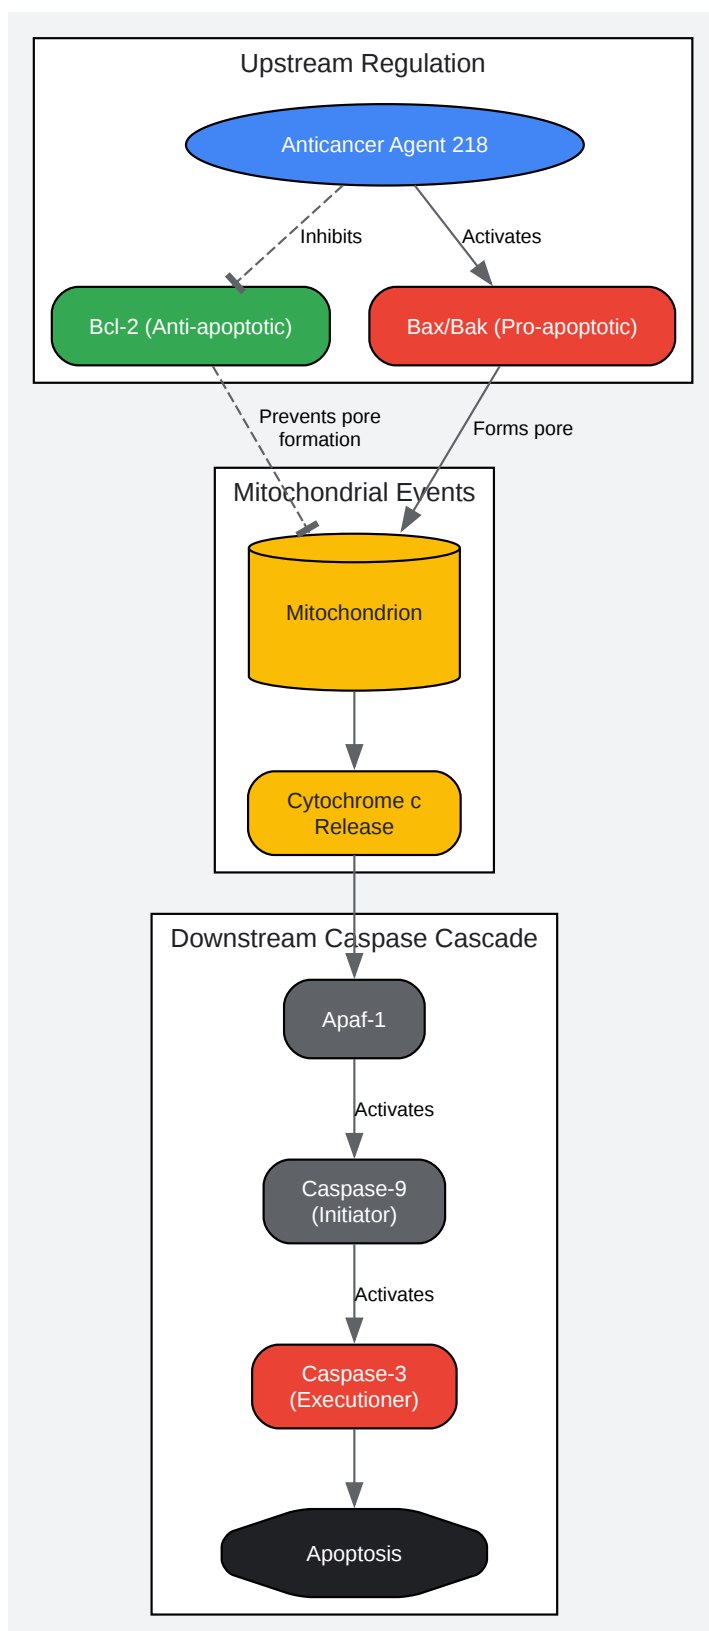 Upstream Regulation
Anticancer Agent 218
Inhibits
Activates
Bcl-2 (Anti-apoptotic)
Bax/Bak (Pro-apoptotic)
Prevents pore
formation
Forms pore
Mitochondrial Events
Mitochondrion
Cytochrome c
Release
Downstream Caspase Cascade
Apaf-1
Activates
Caspase-9
(Initiator)
Activates
Caspase-3
(Executioner)
Apoptosis